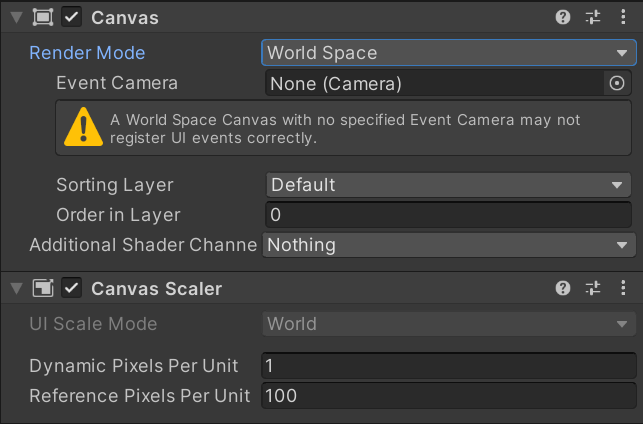 Canvas
Render Mode World Space
Event Camera None (Camera)
A World Space Canvas with no specified Event Camera may not
register UI events correctly.
Sorting Layer Default
Order in Layer 0
Additional Shader Channe Nothing
Canvas Scaler
UI Scale Mode World
Dynamic Pixels Per Unit 1
Reference Pixels Per Unit 100